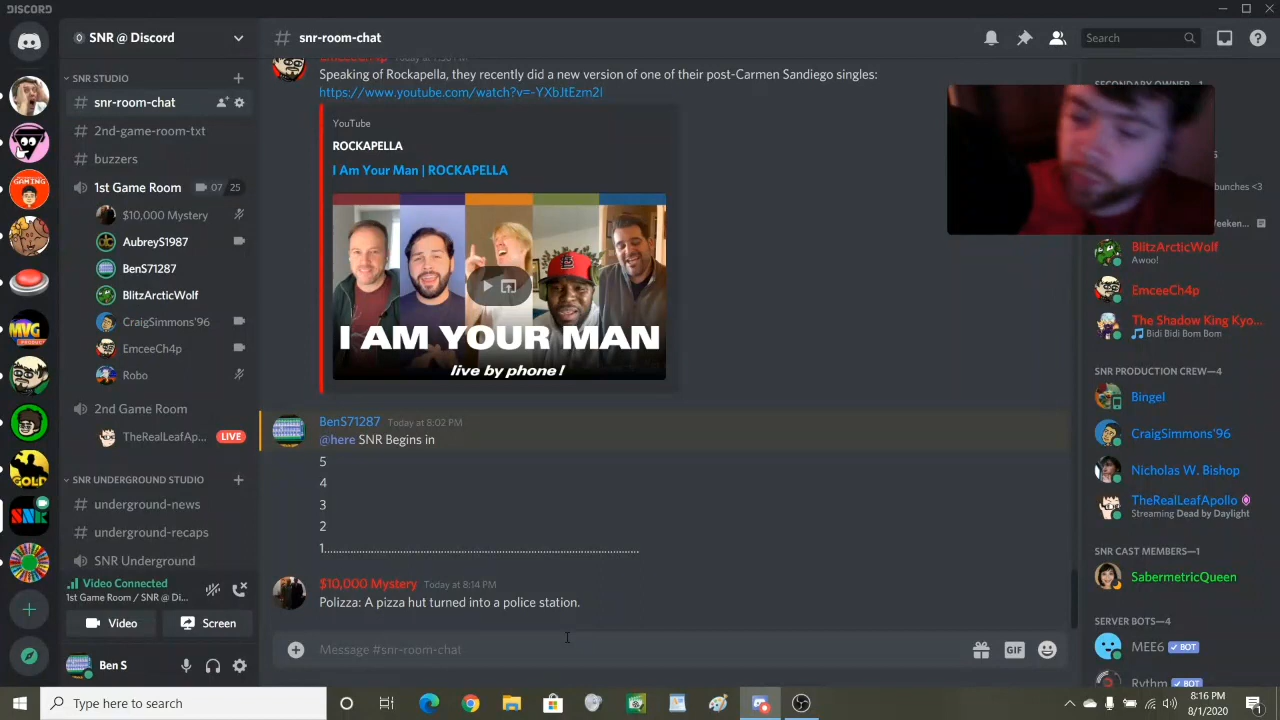 DISCORD
SNR @ Discord
snr-room-chat
Search
SNR STUDIO
snr-room-chat
2nd-game-room-txt
buzzers
1st Game Room
07 25
$10,000 Mystery
AubreyS1987
BenS71287
BlitzArcticWolf
CraigSimmons'96
EmceeCh4p
Robo
2nd Game Room
TheRealLeafAp...
LIVE
SNR UNDERGROUND STUDIO
underground-news
underground-recaps
SNR Underground
Video Connected
1st Game Room / SNR @ Di...
Video
Screen
Ben S
Speaking of Rockapella, they recently did a new version of one of their post-Carmen Sandiego singles:
https://www.youtube.com/watch?v=-YXbJtEzm2I
YouTube
ROCKAPELLA
I Am Your Man | ROCKAPELLA
I AM YOUR MAN
live by phone!
BenS71287 Today at 8:02 PM
@here SNR Begins in
5
4
3
2
1................................................................................................
$10,000 Mystery Today at 8:14 PM
Polizza: A pizza hut turned into a police station.
Message #snr-room-chat
GIF
bunches <3
Weeken...
BlitzArcticWolf
Awoo!
EmceeCh4p
The Shadow King Kyo...
Bidi Bidi Bom Bom
SNR PRODUCTION CREW—4
Bingel
CraigSimmons'96
Nicholas W. Bishop
TheRealLeafApollo
Streaming Dead by Daylight
SNR CAST MEMBERS—1
SabermetricQueen
SERVER BOTS—4
MEE6 BOT
Rythm BOT
GAMING
MVG
GOLD
SNR
Type here to search
8:16 PM
8/1/2020